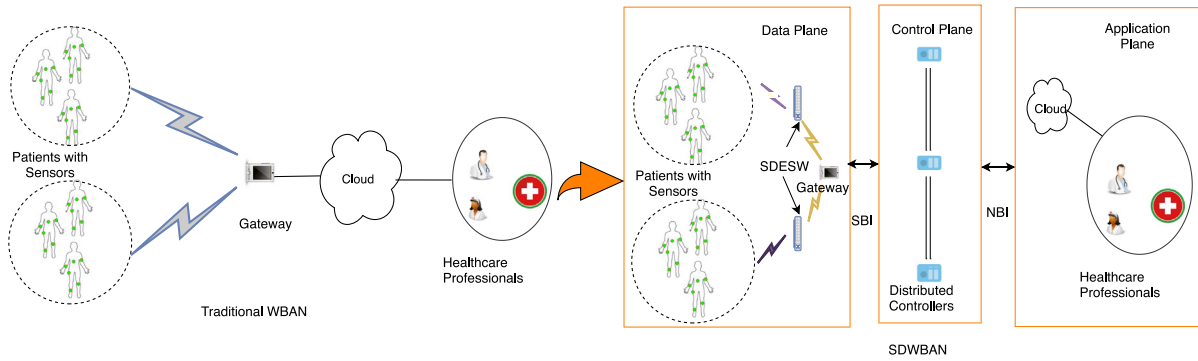 Patients with
Sensors
Gateway
Cloud
Healthcare
Professionals
Traditional WBAN
Data Plane
Patients with
Sensors
SDESW
Gateway
SBI
Control Plane
Distributed
Controllers
NBI
Application
Plane
Cloud
Healthcare
Professionals
SDWBAN